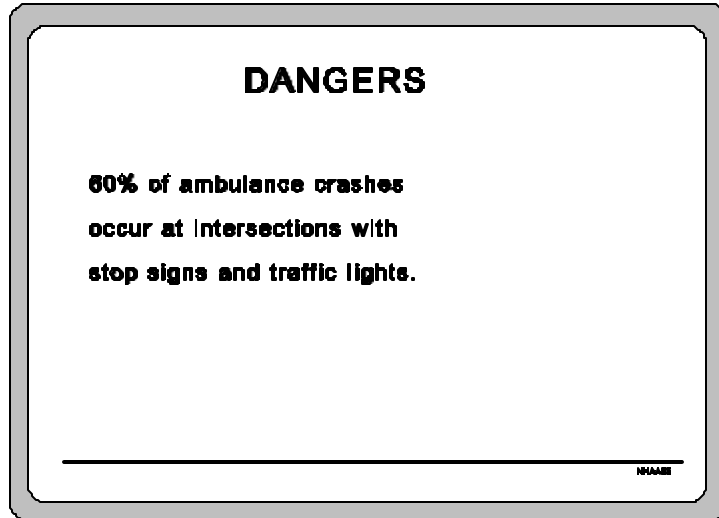 DANGERS
60% of ambulance crashes
occur at intersections with
stop signs and traffic lights.